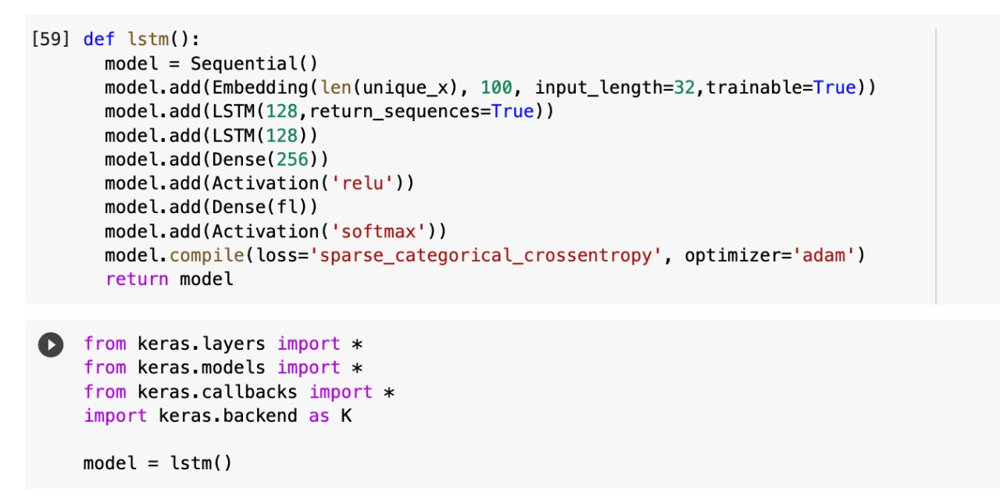 [59] def lstm():
model = Sequential()
model.add(Embedding(len(unique_x), 100, input_length=32,trainable=True))
model.add(LSTM(128,return_sequences=True))
model.add(LSTM(128))
model.add(Dense(256))
model.add(Activation('relu'))
model.add(Dense(fl))
model.add(Activation('softmax'))
model.compile(loss='sparse_categorical_crossentropy', optimizer='adam')
return model
from keras.layers import *
from keras.models import *
from keras.callbacks import *
import keras.backend as K
model = lstm()